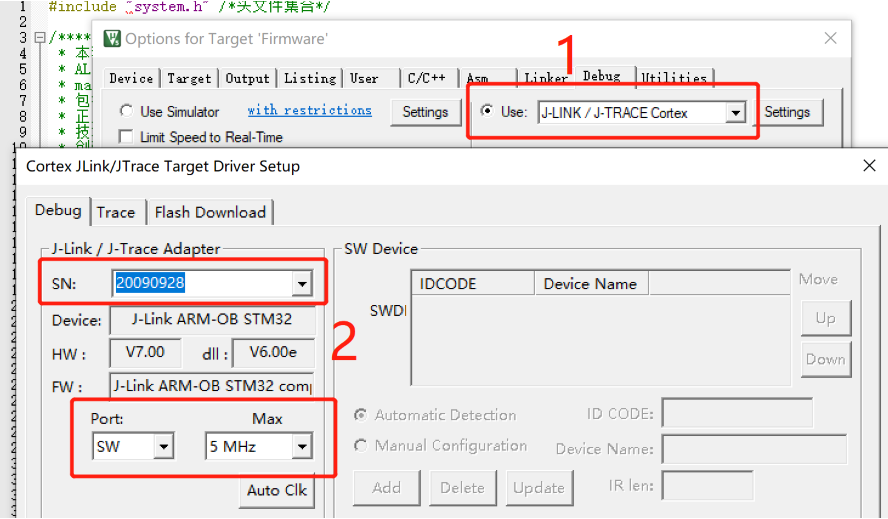 1 #include "system.h" /*头文件集合*/
2
3 /****
4 * 本
5 * AL
6 * ma
7 * 包
8 * 正
9 * 技
Options for Target 'Firmware'
1
Device Target Output Listing User C/C++ Asm Linker Debug Utilities
Use Simulator with restrictions Settings Use: J-LINK / J-TRACE Cortex Settings
Limit Speed to Real-Time
Cortex JLink/JTrace Target Driver Setup
Debug Trace Flash Download
J-Link / J-Trace Adapter
SN: 20090928
Device: J-Link ARM-OB STM32
HW : V7.00 dll : V6.00e
FW : J-Link ARM-OB STM32 comp
Port: Max
SW 5 MHz
Auto Clk
2
SW Device
IDCODE Device Name Move
SWDI
Up
Down
Automatic Detection ID CODE:
Manual Configuration Device Name:
Add Delete Update IR len: